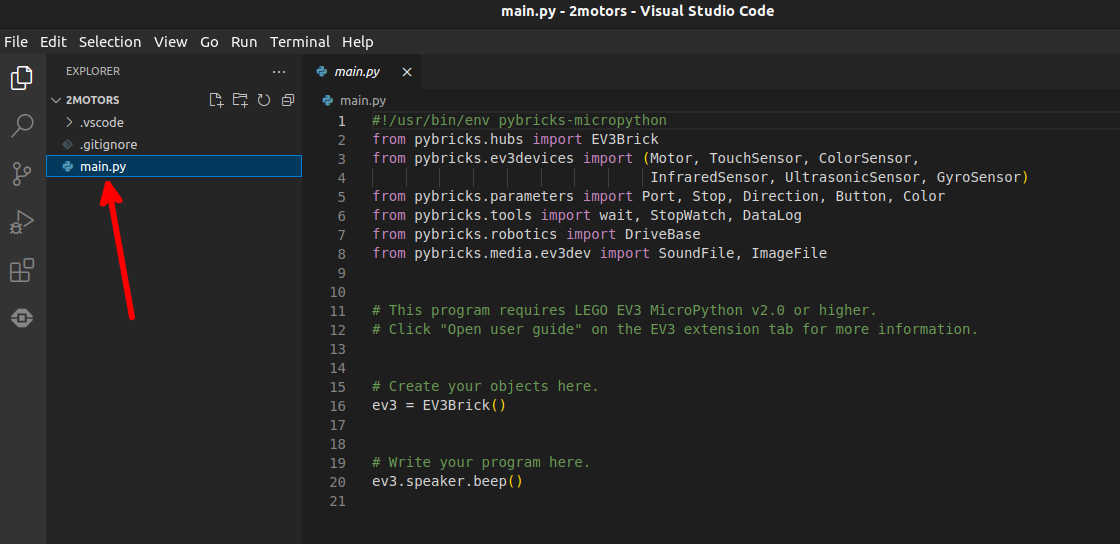 main.py - 2motors - Visual Studio Code
File Edit Selection View Go Run Terminal Help
EXPLORER ···
2MOTORS
.vscode
.gitignore
main.py
main.py
main.py
1 #!/usr/bin/env pybricks-micropython
2 from pybricks.hubs import EV3Brick
3 from pybricks.ev3devices import (Motor, TouchSensor, ColorSensor,
4 InfraredSensor, UltrasonicSensor, GyroSensor)
5 from pybricks.parameters import Port, Stop, Direction, Button, Color
6 from pybricks.tools import wait, StopWatch, DataLog
7 from pybricks.robotics import DriveBase
8 from pybricks.media.ev3dev import SoundFile, ImageFile
9
10
11 # This program requires LEGO EV3 MicroPython v2.0 or higher.
12 # Click "Open user guide" on the EV3 extension tab for more information.
13
14
15 # Create your objects here.
16 ev3 = EV3Brick()
17
18
19 # Write your program here.
20 ev3.speaker.beep()
21